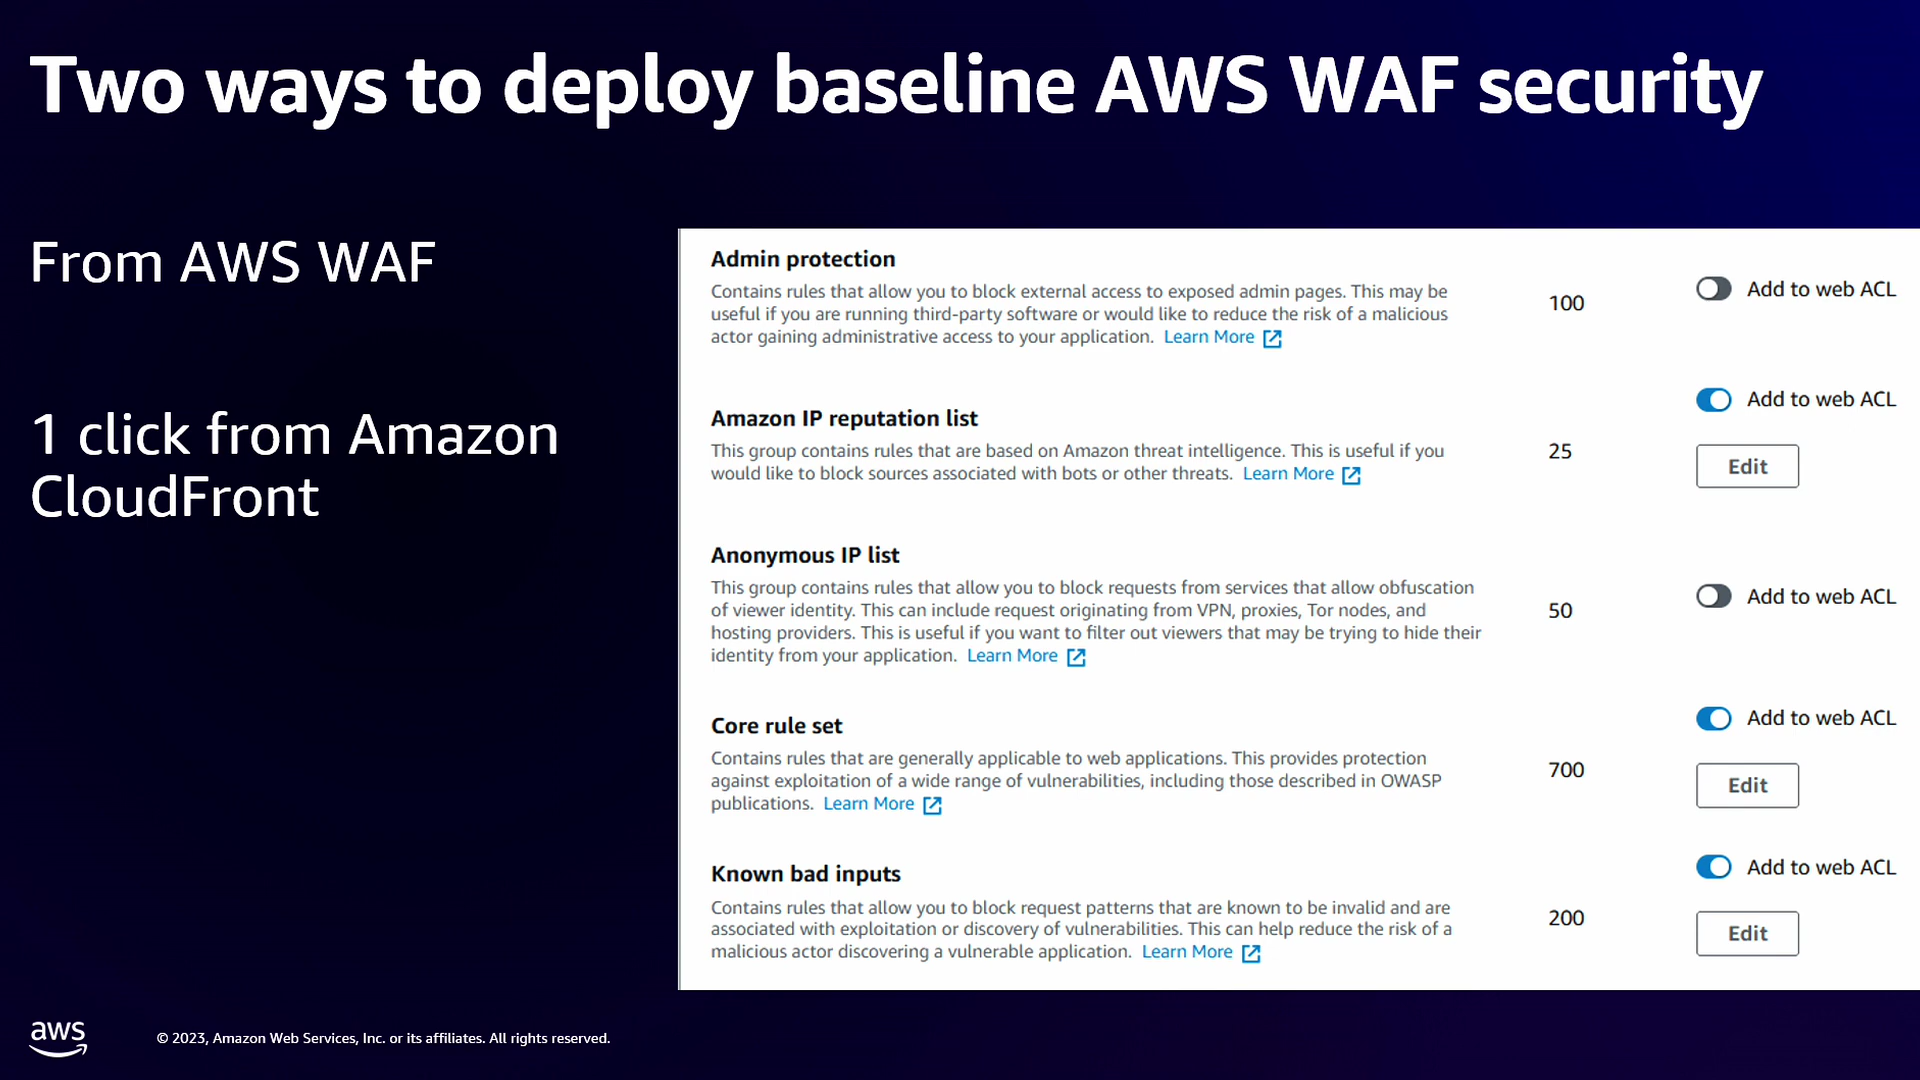 Two ways to deploy baseline AWS WAF security
From AWS WAF
1 click from Amazon
CloudFront
Admin protection
Contains rules that allow you to block external access to exposed admin pages. This may be
useful if you are running third-party software or would like to reduce the risk of a malicious
actor gaining administrative access to your application. Learn More
100
Add to web ACL
Amazon IP reputation list
This group contains rules that are based on Amazon threat intelligence. This is useful if you
would like to block sources associated with bots or other threats. Learn More
25
Add to web ACL
Edit
Anonymous IP list
This group contains rules that allow you to block requests from services that allow obfuscation
of viewer identity. This can include request originating from VPN, proxies, Tor nodes, and
hosting providers. This is useful if you want to filter out viewers that may be trying to hide their
identity from your application. Learn More
50
Add to web ACL
Core rule set
Contains rules that are generally applicable to web applications. This provides protection
against exploitation of a wide range of vulnerabilities, including those described in OWASP
publications. Learn More
700
Add to web ACL
Edit
Known bad inputs
Contains rules that allow you to block request patterns that are known to be invalid and are
associated with exploitation or discovery of vulnerabilities. This can help reduce the risk of a
malicious actor discovering a vulnerable application. Learn More
200
Add to web ACL
Edit
aws
© 2023, Amazon Web Services, Inc. or its affiliates. All rights reserved.